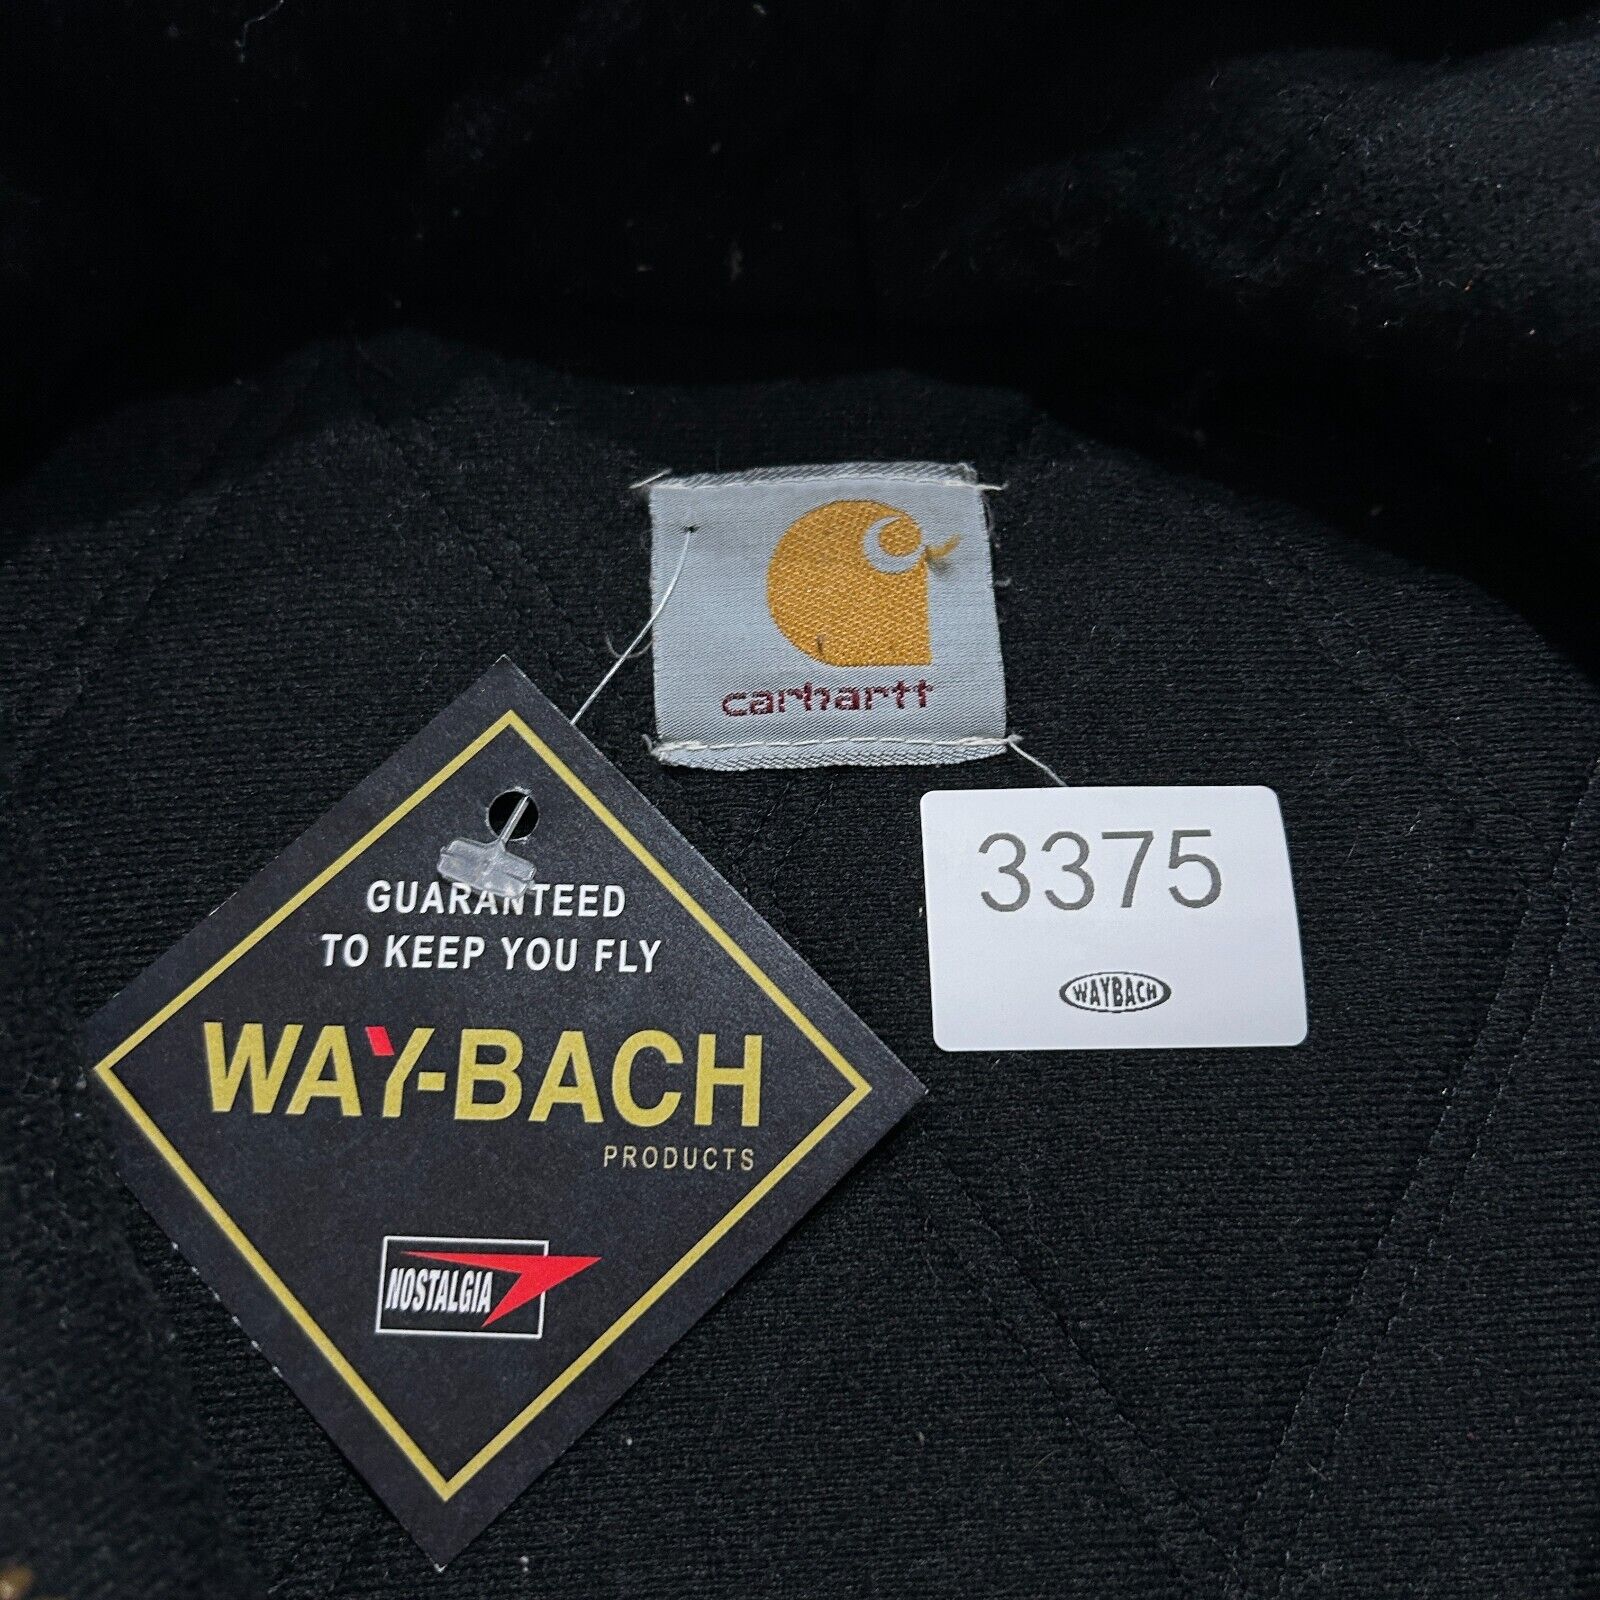 carhartt
GUARANTEED
TO KEEP YOU FLY
WAY-BACH
PRODUCTS
NOSTALGIA
3375
WAYBACH